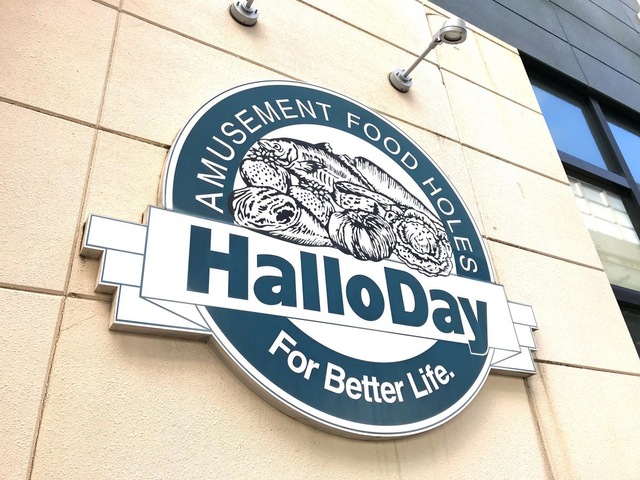 AMUSEMENT FOOD HOLES
HalloDay
For Better Life.